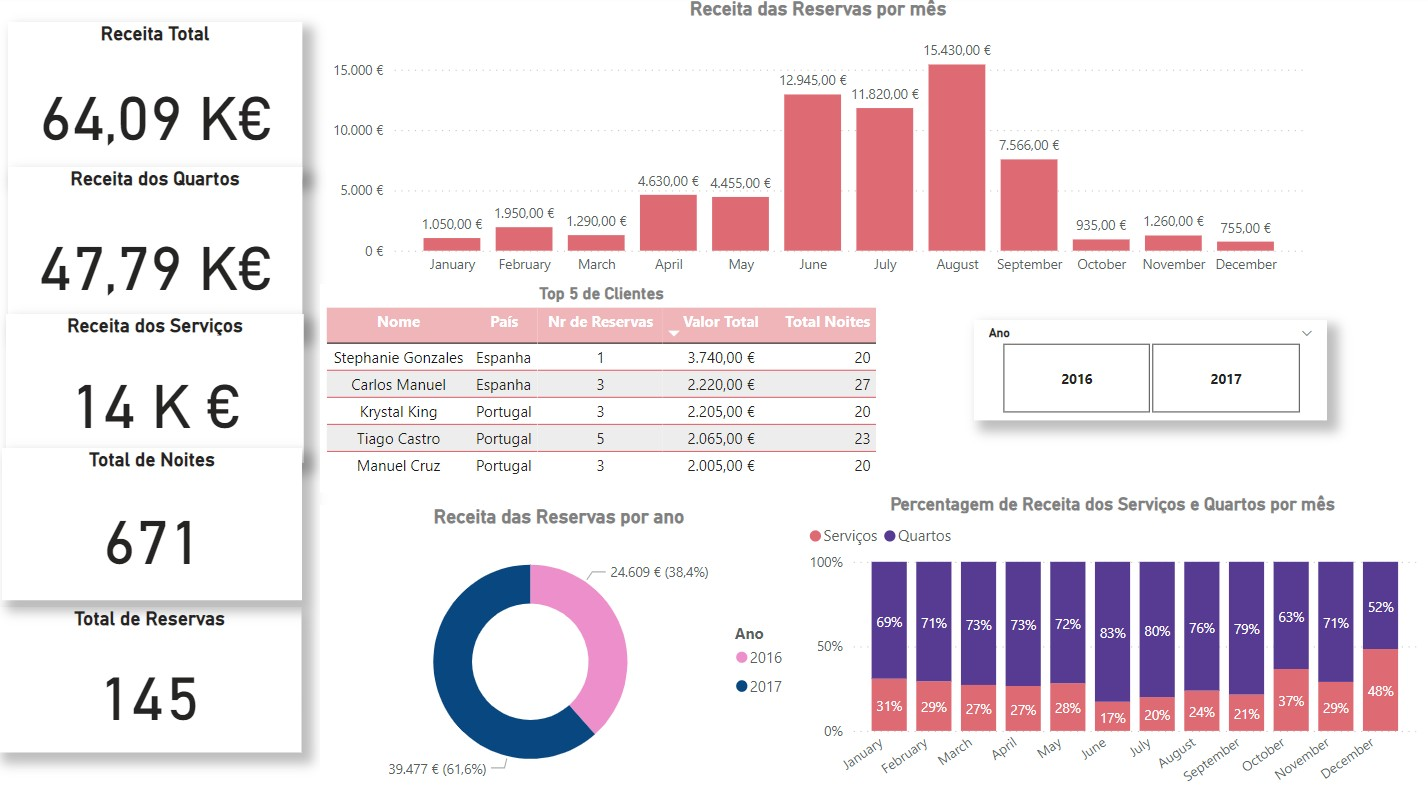 Receita Total
64,09 K€
Receita dos Quartos
47,79 K€
Receita dos Serviços
14 K €
Total de Noites
671
Total de Reservas
145
Receita das Reservas por mês
15.000 €
10.000 €
5.000 €
0 €
1.050,00 €
1.950,00 €
1.290,00 €
4.630,00 €
4.455,00 €
12.945,00 €
11.820,00 €
15.430,00 €
7.566,00 €
935,00 €
1.260,00 €
755,00 €
January February March April May June July August September October November December
Top 5 de Clientes
Nome País Nr de Reservas Valor Total Total Noites
Stephanie Gonzales Espanha 1 3.740,00 € 20
Carlos Manuel Espanha 3 2.220,00 € 27
Krystal King Portugal 3 2.205,00 € 20
Tiago Castro Portugal 5 2.065,00 € 23
Manuel Cruz Portugal 3 2.005,00 € 20
Ano
2016 2017
Receita das Reservas por ano
24.609 € (38,4%)
39.477 € (61,6%)
Ano
2016
2017
Percentagem de Receita dos Serviços e Quartos por mês
Serviços Quartos
100%
50%
0%
69% 71% 73% 73% 72% 83% 80% 76% 79% 63% 71% 52%
31% 29% 27% 27% 28% 17% 20% 24% 21% 37% 29% 48%
January February March April May June July August September October November December